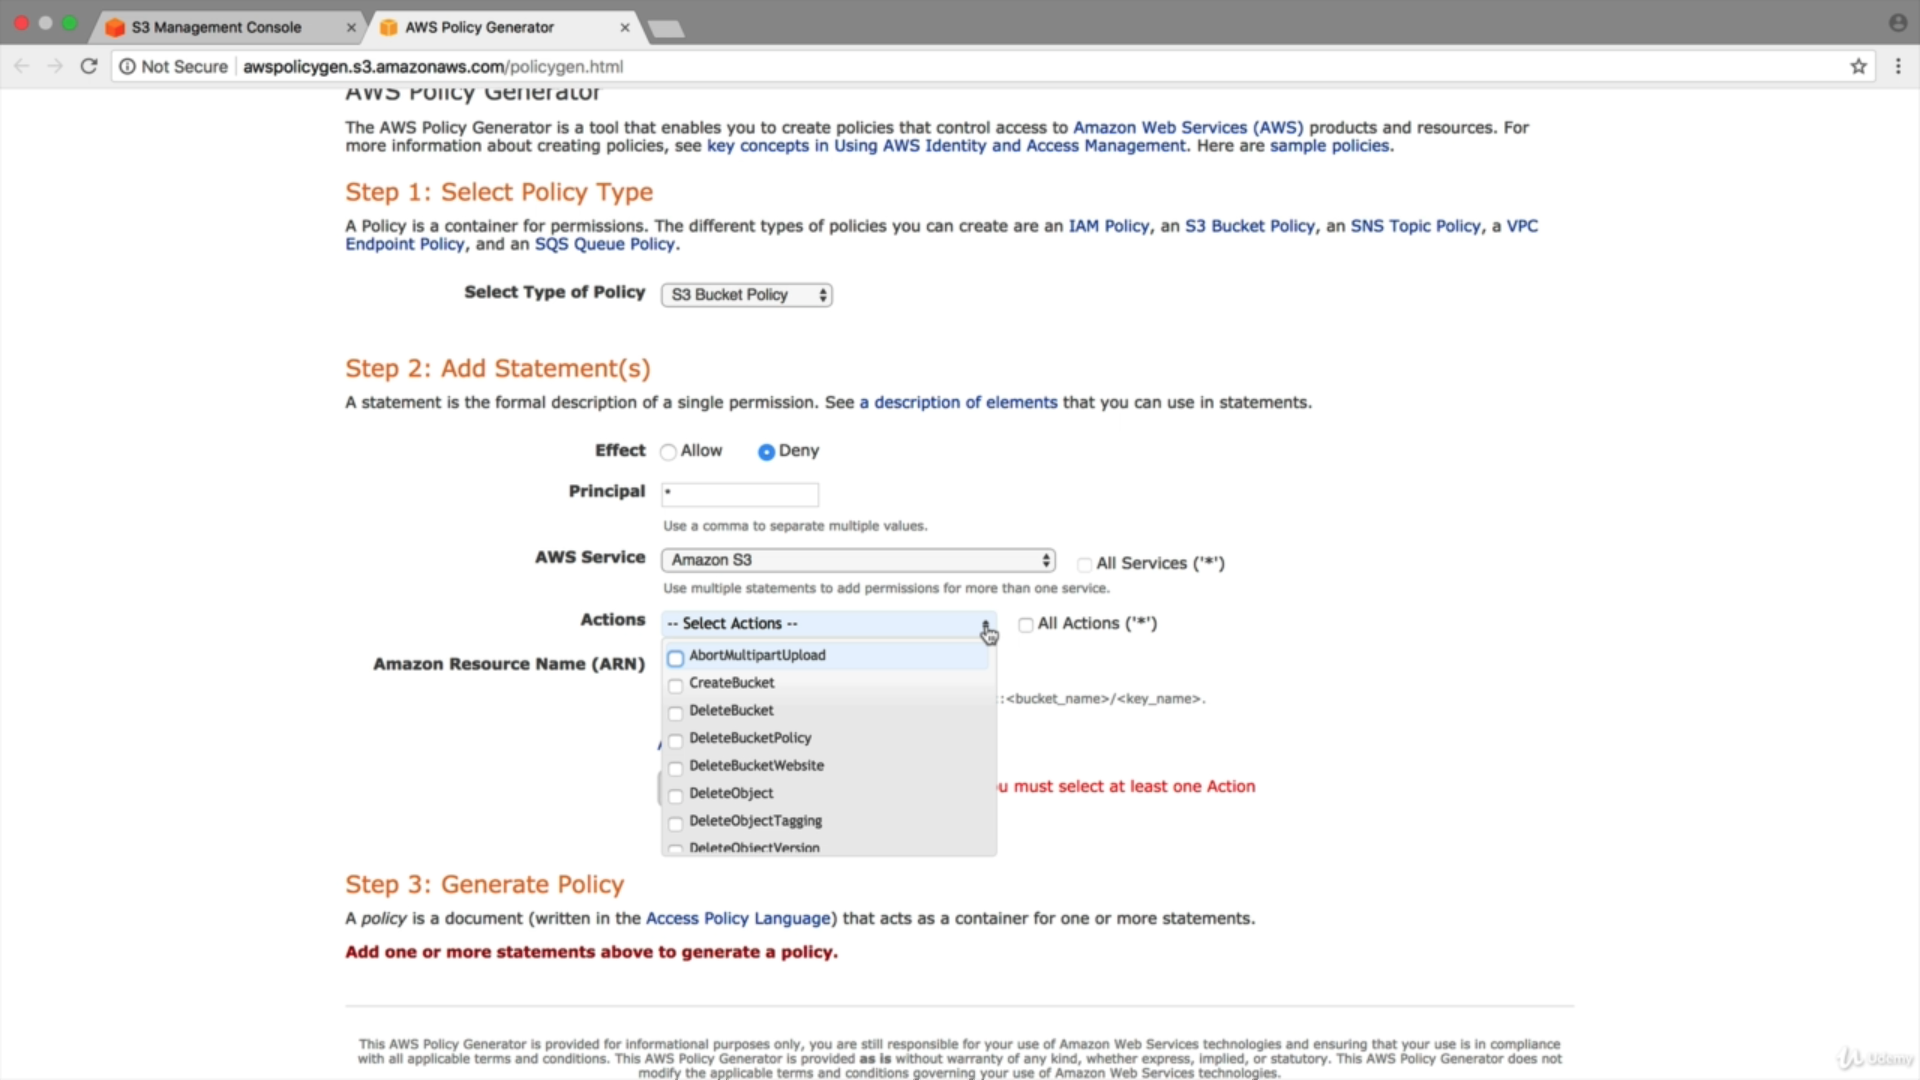 S3 Management Console
AWS Policy Generator
Not Secure awspolicygen.s3.amazonaws.com/policygen.html
AWS Policy Generator
The AWS Policy Generator is a tool that enables you to create policies that control access to Amazon Web Services (AWS) products and resources. For
more information about creating policies, see key concepts in Using AWS Identity and Access Management. Here are sample policies.
Step 1: Select Policy Type
A Policy is a container for permissions. The different types of policies you can create are an IAM Policy, an S3 Bucket Policy, an SNS Topic Policy, a VPC
Endpoint Policy, and an SQS Queue Policy.
Select Type of Policy S3 Bucket Policy
Step 2: Add Statement(s)
A statement is the formal description of a single permission. See a description of elements that you can use in statements.
Effect Allow Deny
Principal *
Use a comma to separate multiple values.
AWS Service Amazon S3 All Services ('*')
Use multiple statements to add permissions for more than one service.
Actions -- Select Actions -- All Actions ('*')
AbortMultipartUpload
Amazon Resource Name (ARN)
CreateBucket
::<bucket_name>/<key_name>.
DeleteBucket
DeleteBucketPolicy
DeleteBucketWebsite
u must select at least one Action
DeleteObject
DeleteObjectTagging
DeleteObjectVersion
Step 3: Generate Policy
A policy is a document (written in the Access Policy Language) that acts as a container for one or more statements.
Add one or more statements above to generate a policy.
This AWS Policy Generator is provided for informational purposes only, you are still responsible for your use of Amazon Web Services technologies and ensuring that your use is in compliance
with all applicable terms and conditions. This AWS Policy Generator is provided as is without warranty of any kind, whether express, implied, or statutory. This AWS Policy Generator does not
modify the applicable terms and conditions governing your use of Amazon Web Services technologies.
Udemy